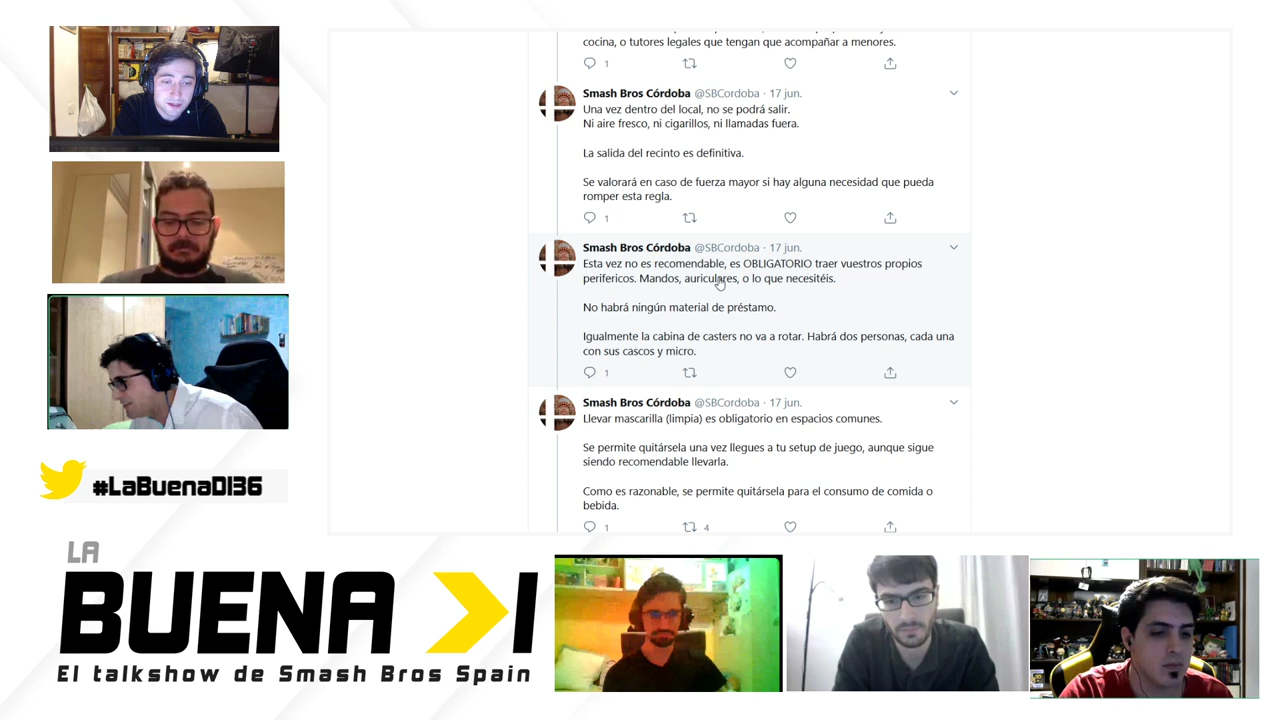 cocina, o tutores legales que tengan que acompañar a menores.
1
Smash Bros Córdoba @SBCordoba · 17 jun.
Una vez dentro del local, no se podrá salir.
Ni aire fresco, ni cigarillos, ni llamadas fuera.
La salida del recinto es definitiva.
Se valorará en caso de fuerza mayor si hay alguna necesidad que pueda
romper esta regla.
1
Smash Bros Córdoba @SBCordoba · 17 jun.
Esta vez no es recomendable, es OBLIGATORIO traer vuestros propios
perifericos. Mandos, auriculares, o lo que necesitéis.
No habrá ningún material de préstamo.
Igualmente la cabina de casters no va a rotar. Habrá dos personas, cada una
con sus cascos y micro.
1
Smash Bros Córdoba @SBCordoba · 17 jun.
Llevar mascarilla (limpia) es obligatorio en espacios comunes.
Se permite quitársela una vez llegues a tu setup de juego, aunque sigue
siendo recomendable llevarla.
Como es razonable, se permite quitársela para el consumo de comida o
bebida.
1 4
#LaBuenaDI36
LA
BUENA >I
El talkshow de Smash Bros Spain